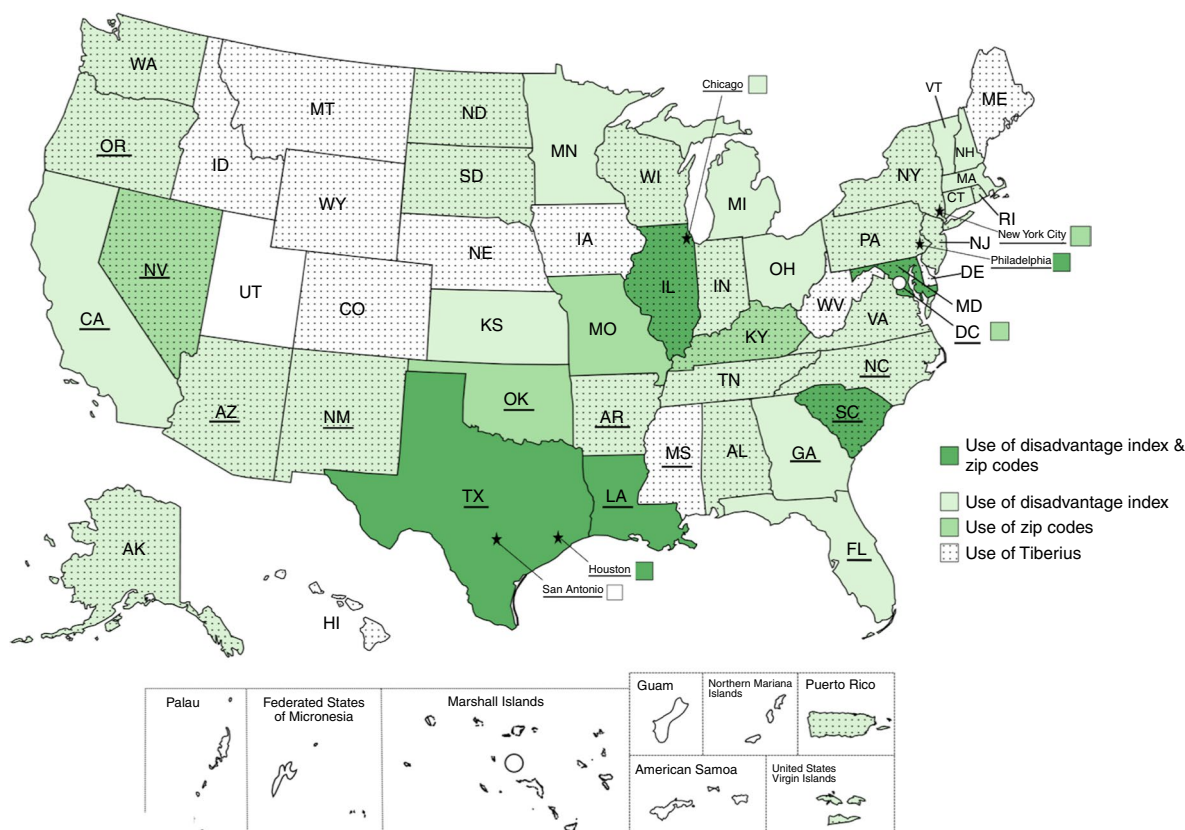 WA
MT
ND
MN
OR
ID
SD
WI
MI
WY
NV
NE
IA
UT
CO
CA
KS
MO
IL
IN
OH
KY
WV
VA
PA
NY
VT
NH
ME
MA
CT
RI
NJ
DE
MD
DC
Chicago
New York City
Philadelphia
AZ
NM
OK
AR
TN
NC
SC
MS
AL
GA
TX
LA
FL
Houston
San Antonio
AK
HI
Use of disadvantage index &
zip codes
Use of disadvantage index
Use of zip codes
Use of Tiberius
Palau
Federated States
of Micronesia
Marshall Islands
Guam
Northern Mariana
Islands
Puerto Rico
American Samoa
United States
Virgin Islands